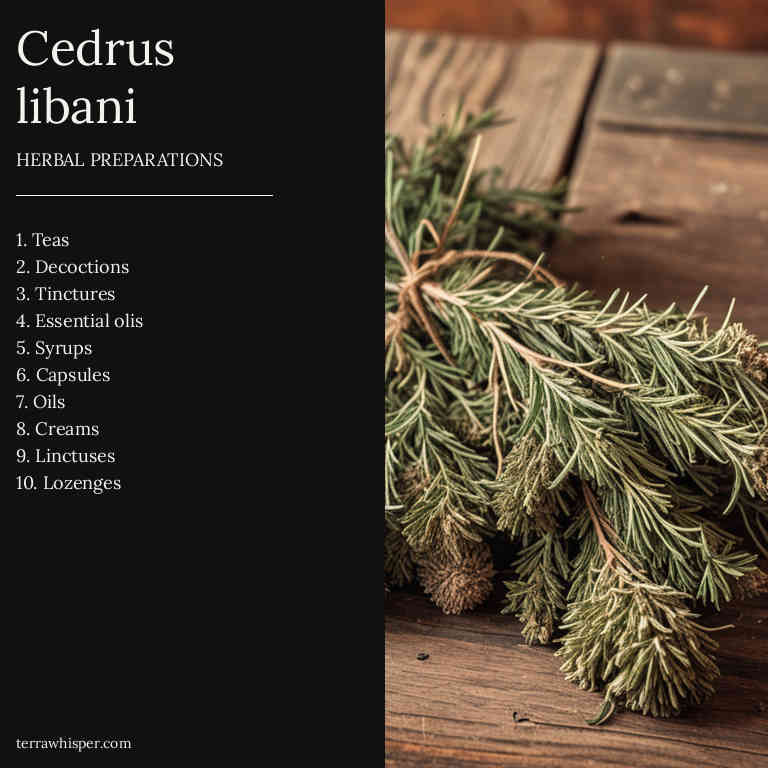 Cedrus
libani
HERBAL PREPARATIONS
1. Teas
2. Decoctions
3. Tinctures
4. Essential olis
5. Syrups
6. Capsules
7. Oils
8. Creams
9. Linctuses
10. Lozenges
terrawhisper.com